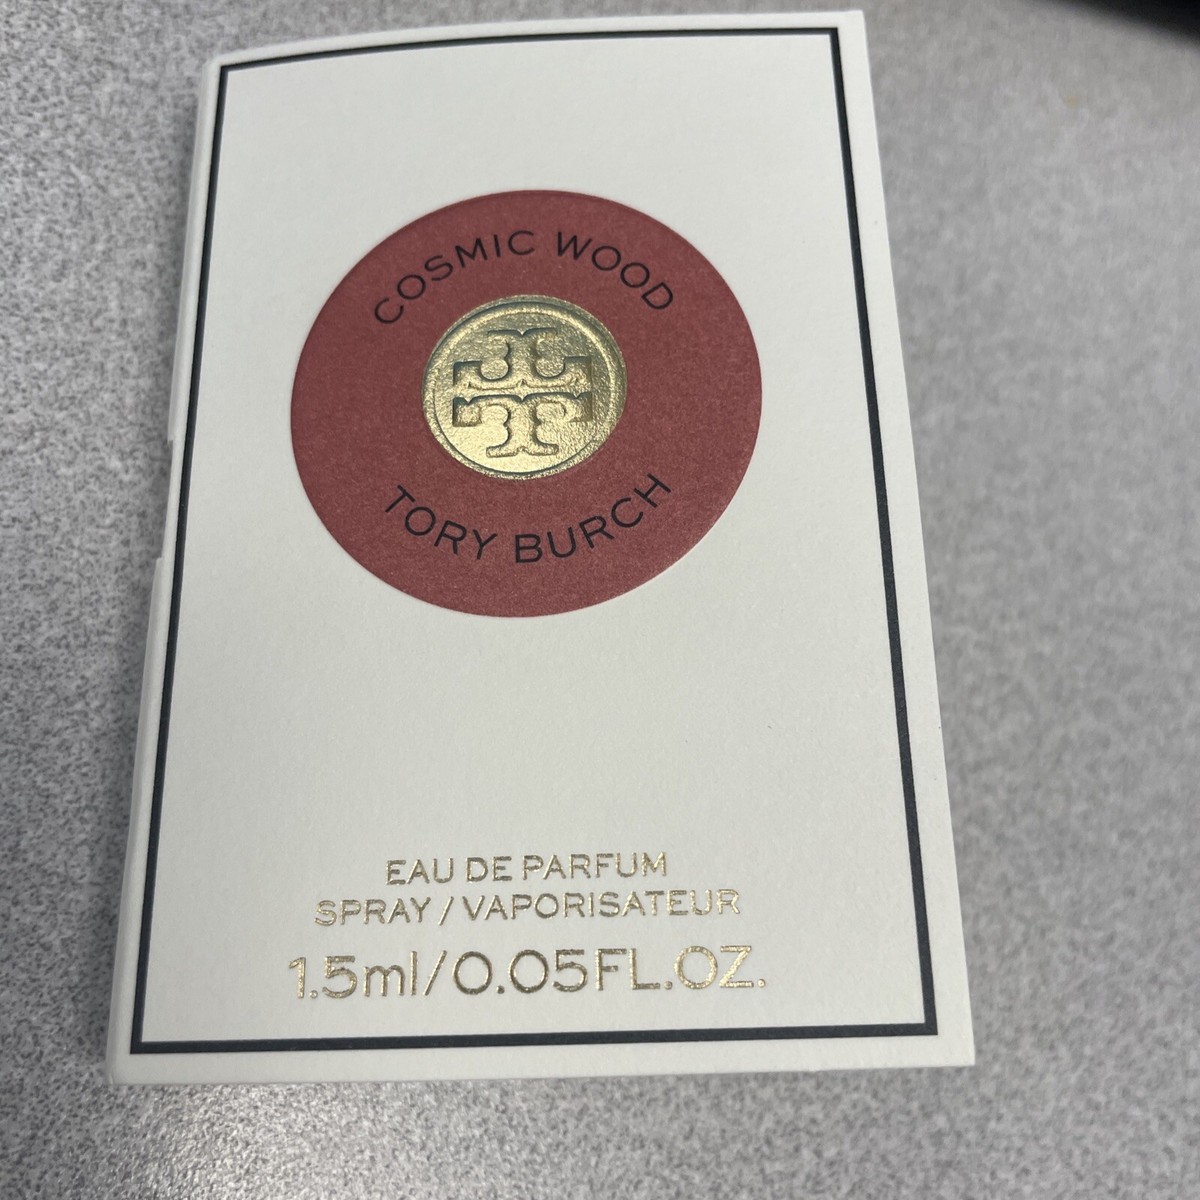 COSMIC WOOD
TORY BURCH
EAU DE PARFUM
SPRAY / VAPORISATEUR
1.5ml/0.05FL.OZ.